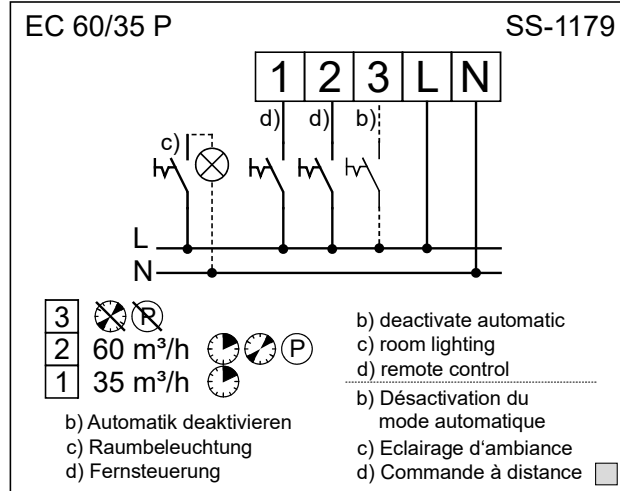 EC 60/35 P SS-1179
1 2 3 L N
d) d) b)
c)
L
N
3 P
2 60 m³/h P
1 35 m³/h
b) Automatik deaktivieren
c) Raumbeleuchtung
d) Fernsteuerung
b) deactivate automatic
c) room lighting
d) remote control
b) Désactivation du
mode automatique
c) Eclairage d‘ambiance
d) Commande à distance